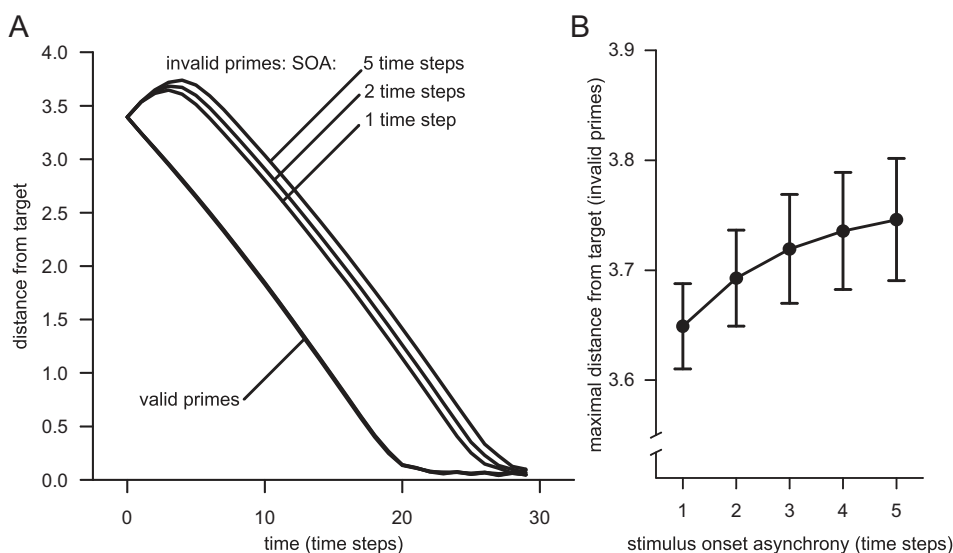 A
B
4.0
3.5
3.0
2.5
2.0
1.5
1.0
0.5
0.0
distance from target
invalid primes: SOA:
5 time steps
2 time steps
1 time step
valid primes
0
10
20
30
time (time steps)
3.9
3.8
3.7
3.6
maximal distance from target (invalid primes)
1
2
3
4
5
stimulus onset asynchrony (time steps)